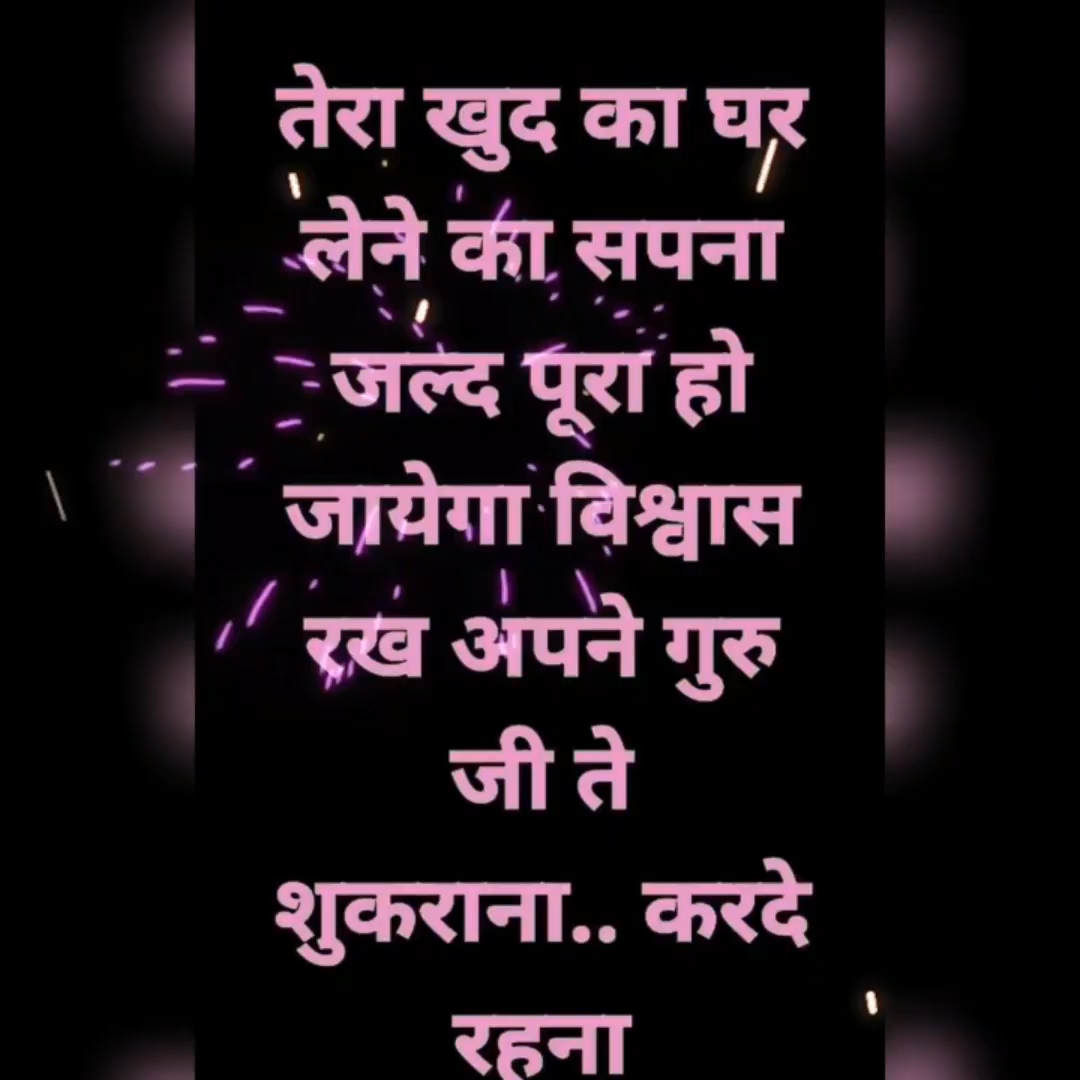 तेरा खुद का घर
लेने का सपना
जल्द पूरा हो
जायेगा विश्वास
रख अपने गुरु
जी ते
शुकराना.. करदे
रहना